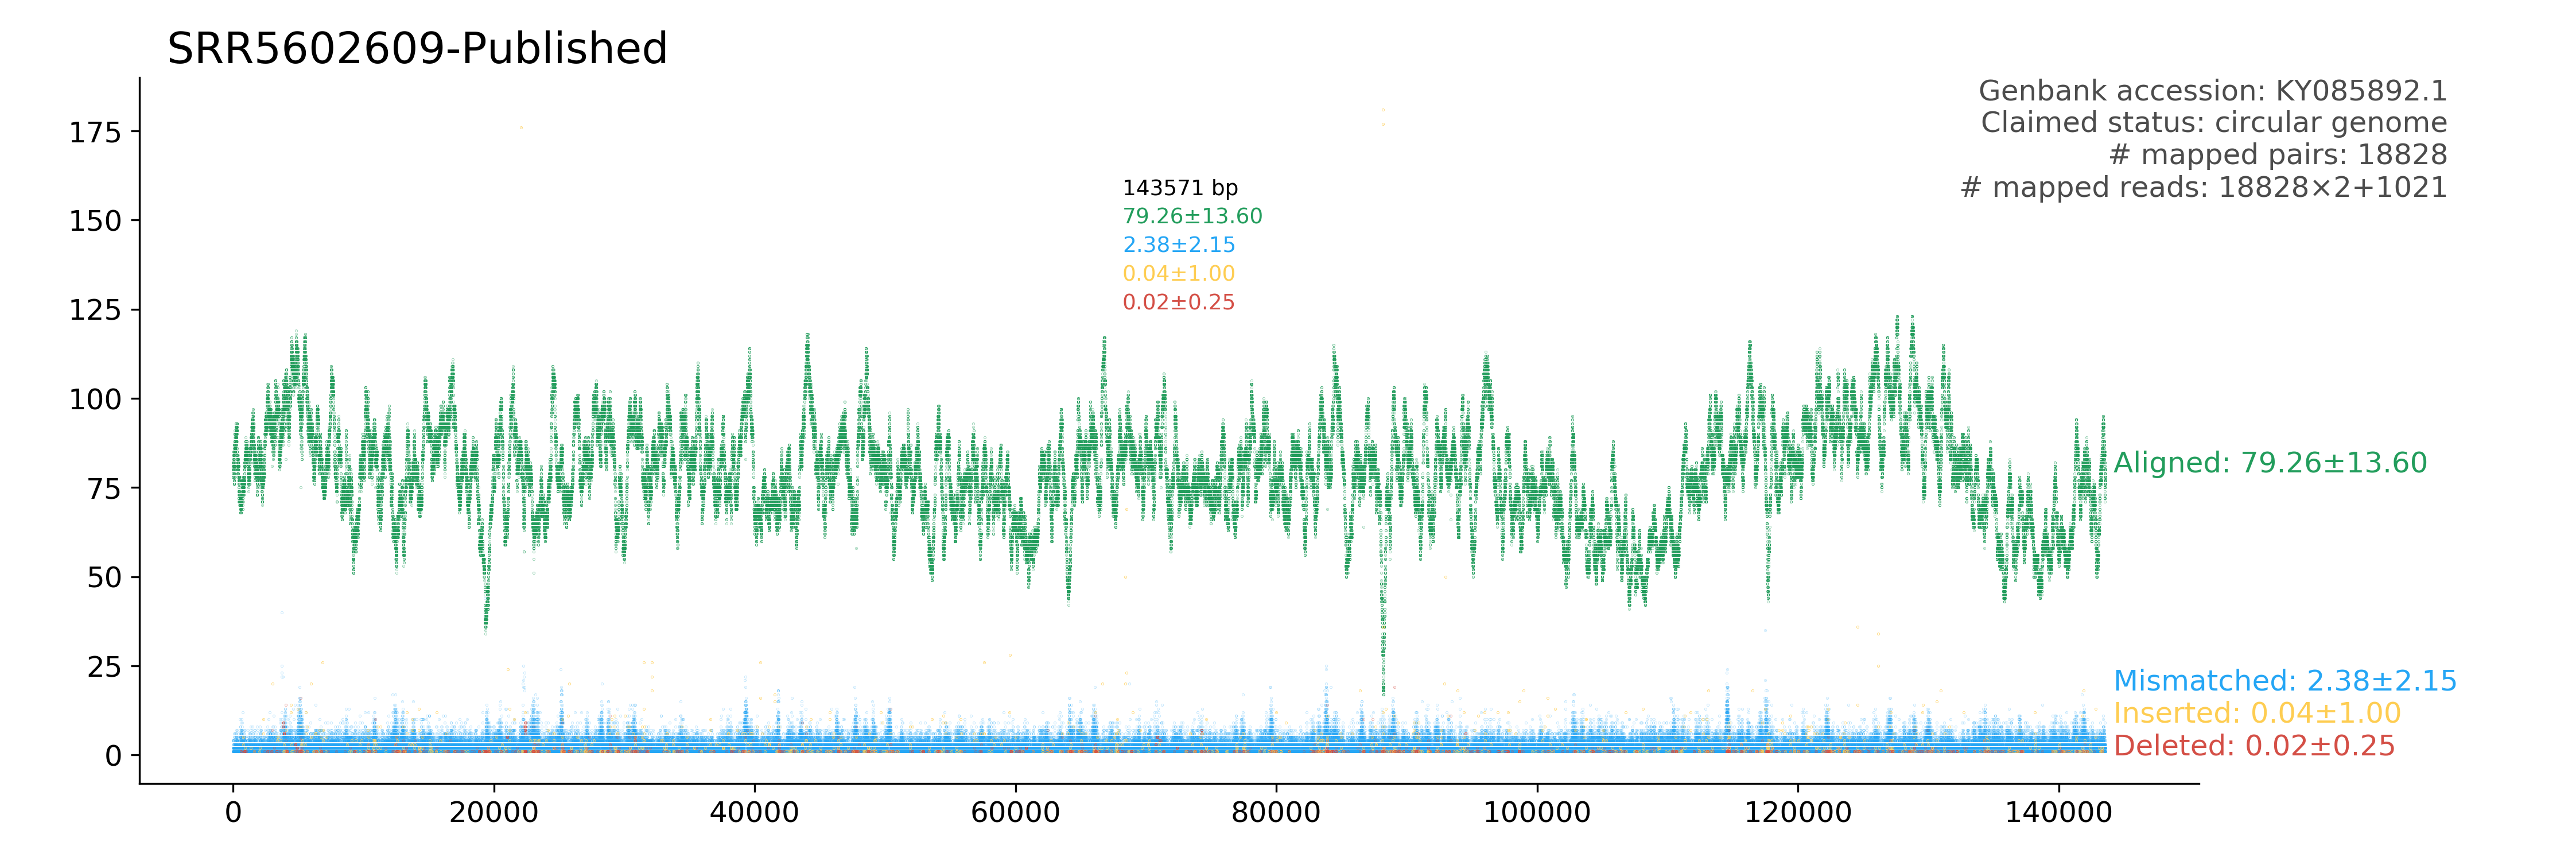 SRR5602609-Published
Genbank accession: KY085892.1
Claimed status: circular genome
# mapped pairs: 18828
# mapped reads: 18828×2+1021
143571 bp
79.26±13.60
2.38±2.15
0.04±1.00
0.02±0.25
175
150
125
100
75
50
25
0
Aligned: 79.26±13.60
Mismatched: 2.38±2.15
Inserted: 0.04±1.00
Deleted: 0.02±0.25
0 20000 40000 60000 80000 100000 120000 140000